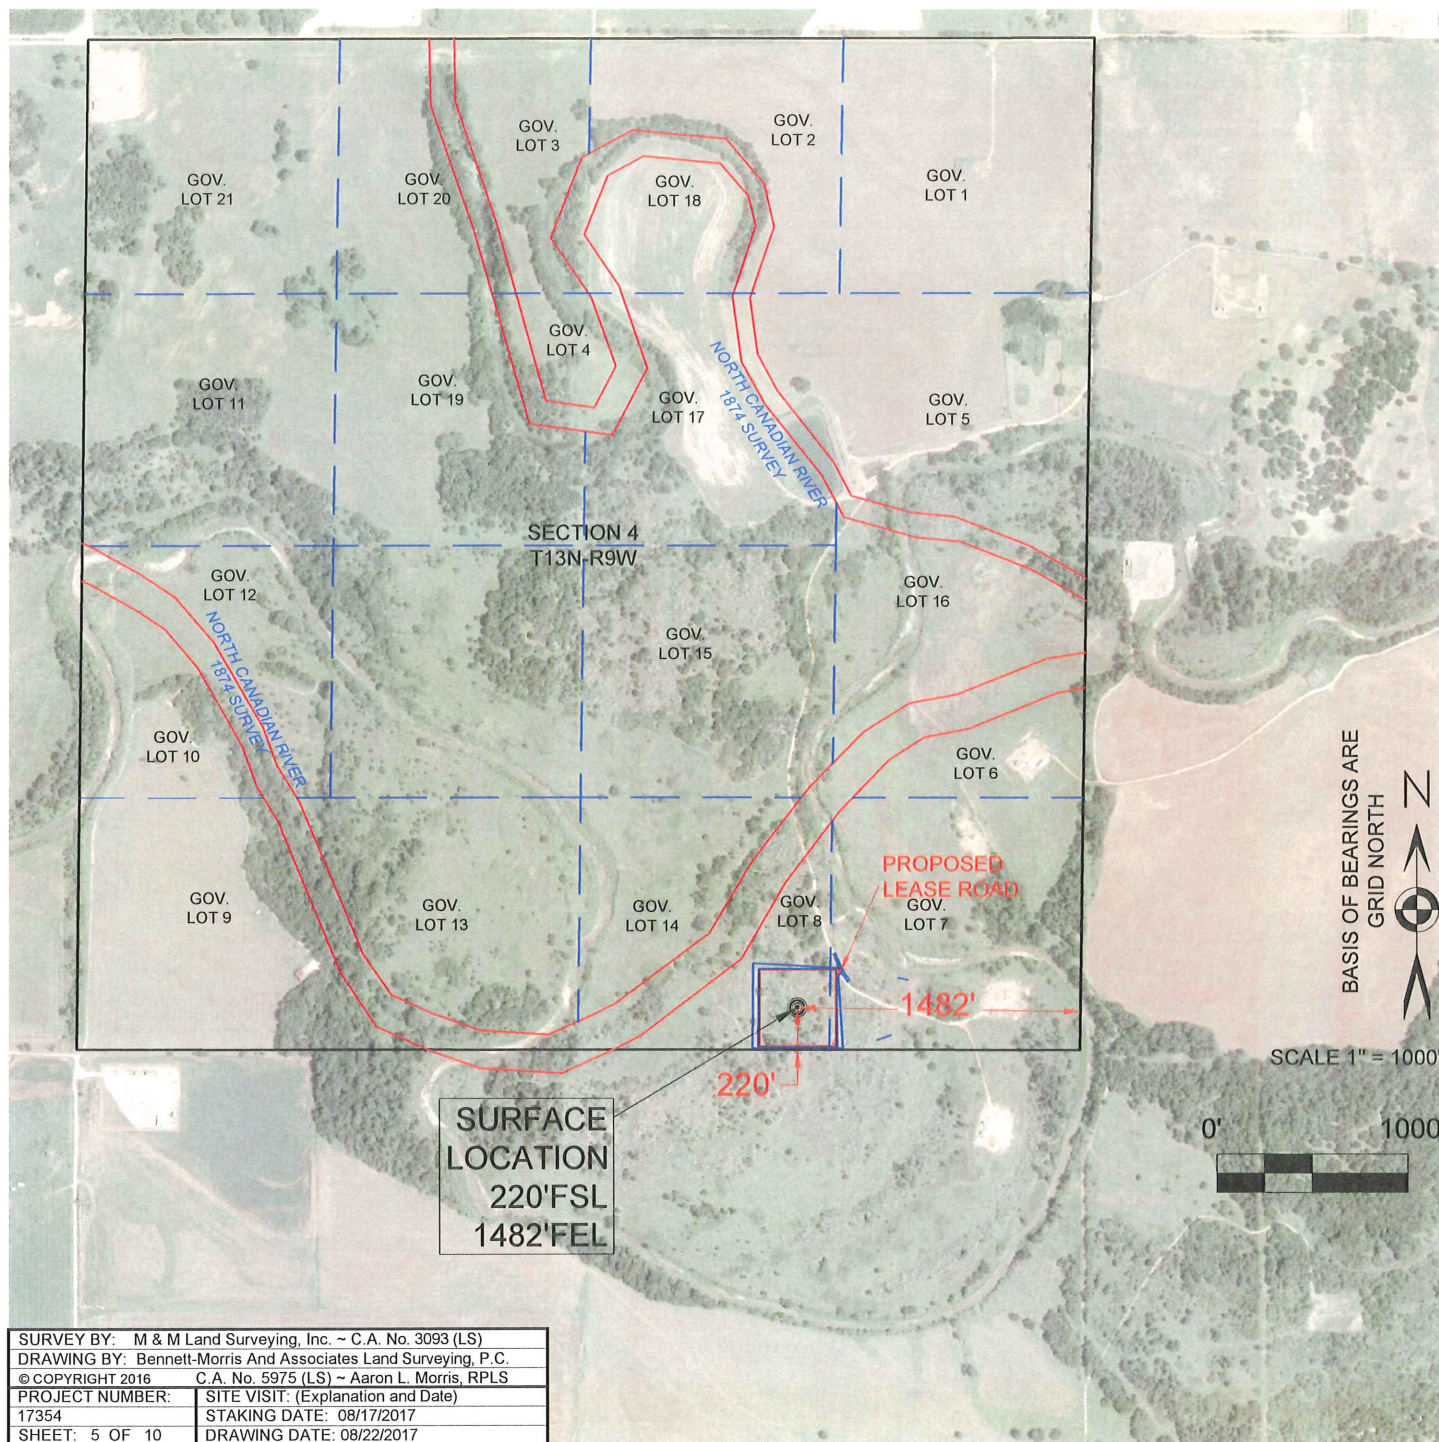 GOV.
LOT 3
GOV.
LOT 2
GOV.
LOT 21
GOV.
LOT 20
GOV.
LOT 18
GOV.
LOT 1
GOV.
LOT 4
GOV.
LOT 11
GOV.
LOT 19
GOV.
LOT 17
NORTH CANADIAN RIVER
1874 SURVEY
GOV.
LOT 5
SECTION 4
T13N-R9W
GOV.
LOT 12
GOV.
LOT 16
GOV.
LOT 15
NORTH CANADIAN RIVER
1874 SURVEY
GOV.
LOT 10
GOV.
LOT 6
BASIS OF BEARINGS ARE
GRID NORTH
N
PROPOSED
LEASE ROAD
GOV.
LOT 9
GOV.
LOT 13
GOV.
LOT 14
GOV.
LOT 8
GOV.
LOT 7
1482'
220'
SCALE 1" = 1000'
0'
1000
SURFACE
LOCATION
220'FSL
1482'FEL
SURVEY BY: M & M Land Surveying, Inc. ~ C.A. No. 3093 (LS)
DRAWING BY: Bennett-Morris And Associates Land Surveying, P.C.
© COPYRIGHT 2016 C.A. No. 5975 (LS) ~ Aaron L. Morris, RPLS
PROJECT NUMBER:
17354
SHEET: 5 OF 10
SITE VISIT: (Explanation and Date)
STAKING DATE: 08/17/2017
DRAWING DATE: 08/22/2017